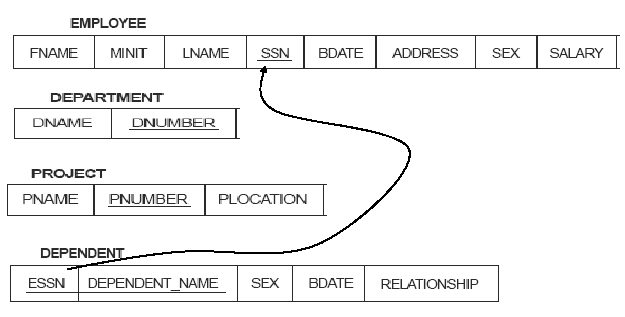 EMPLOYEE
FNAME MINIT LNAME SSN BDATE ADDRESS SEX SALARY
DEPARTMENT
DNAME DNUMBER
PROJECT
PNAME PNUMBER PLOCATION
DEPENDENT
ESSN DEPENDENT_NAME SEX BDATE RELATIONSHIP